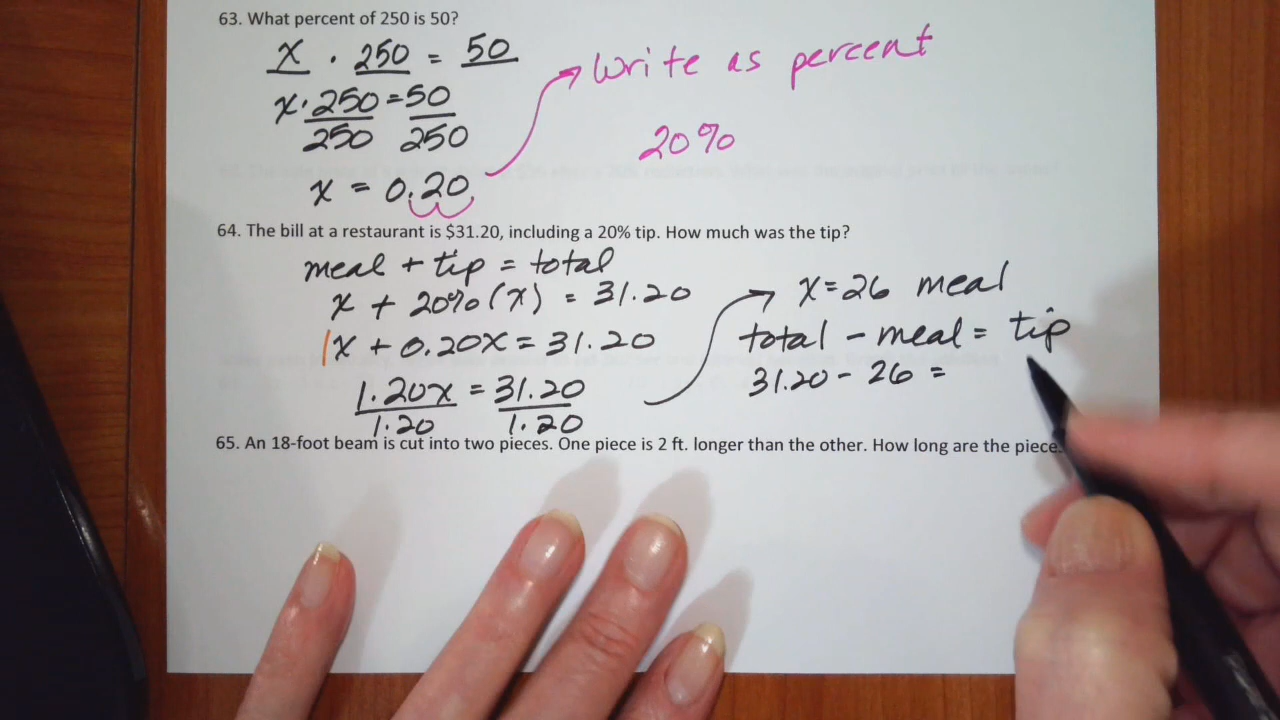 63. What percent of 250 is 50?
x · 250 = 50
x · 250 = 50
250 250
x = 0.20
Write as percent
20%
64. The bill at a restaurant is $31.20, including a 20% tip. How much was the tip?
meal + tip = total
x + 20% (x) = 31.20
1x + 0.20x = 31.20
1.20x = 31.20
1.20 1.20
x = 26 meal
total - meal = tip
31.20 - 26 =
65. An 18-foot beam is cut into two pieces. One piece is 2 ft. longer than the other. How long are the piece